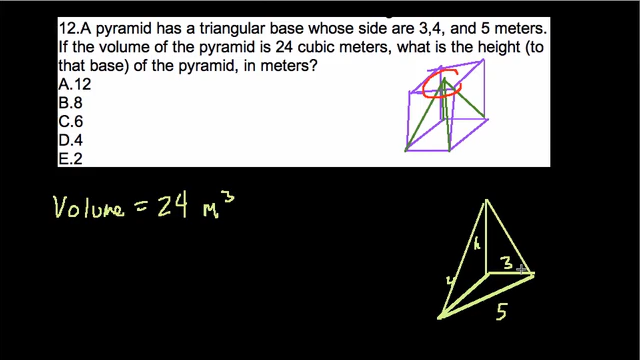 12.A pyramid has a triangular base whose side are 3,4, and 5 meters.
If the volume of the pyramid is 24 cubic meters, what is the height (to
that base) of the pyramid, in meters?
A.12
B.8
C.6
D.4
E.2
Volume = 24 m³
h
3
4
5